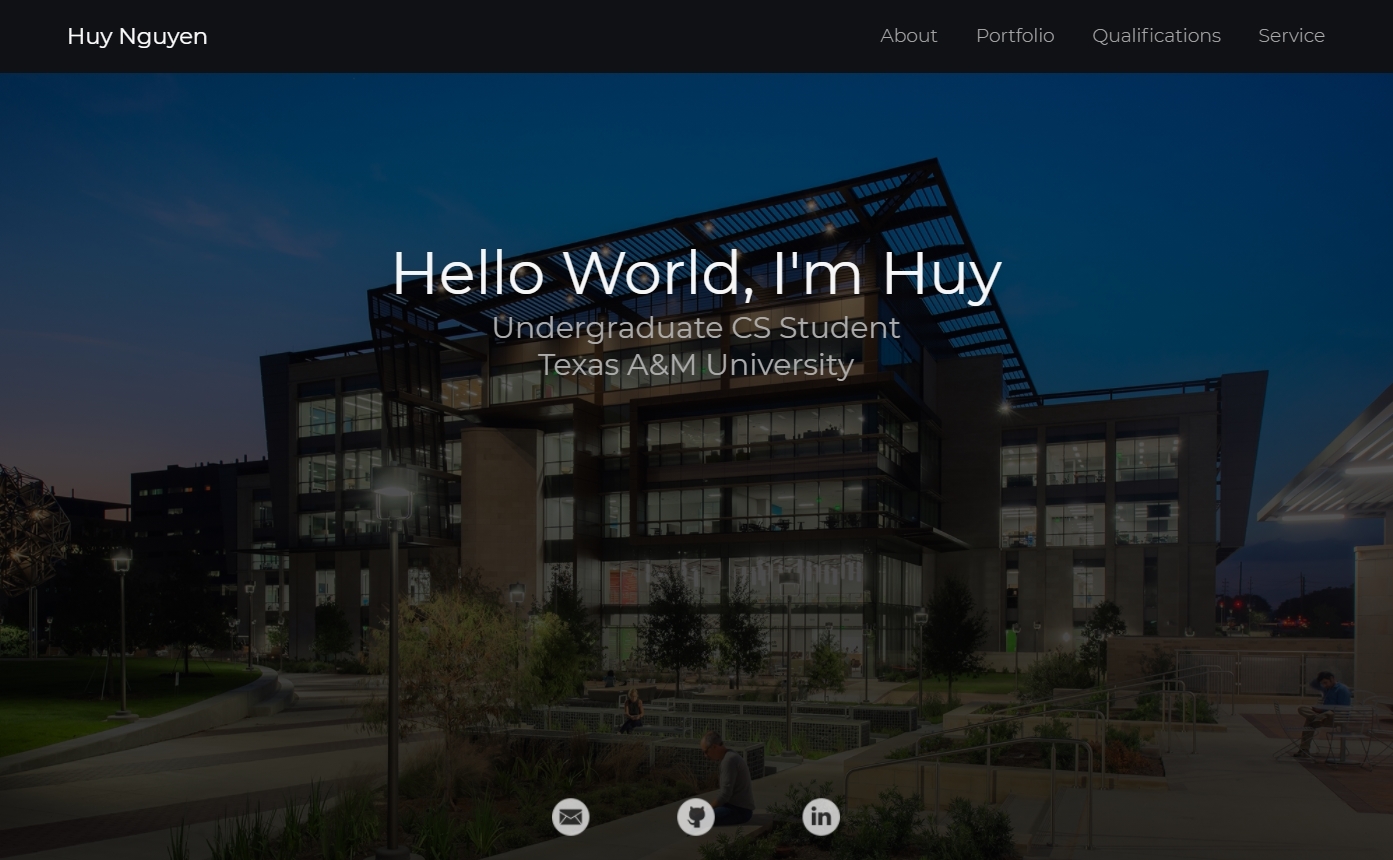 Huy Nguyen
About Portfolio Qualifications Service
Hello World, I'm Huy
Undergraduate CS Student
Texas A&M University
in